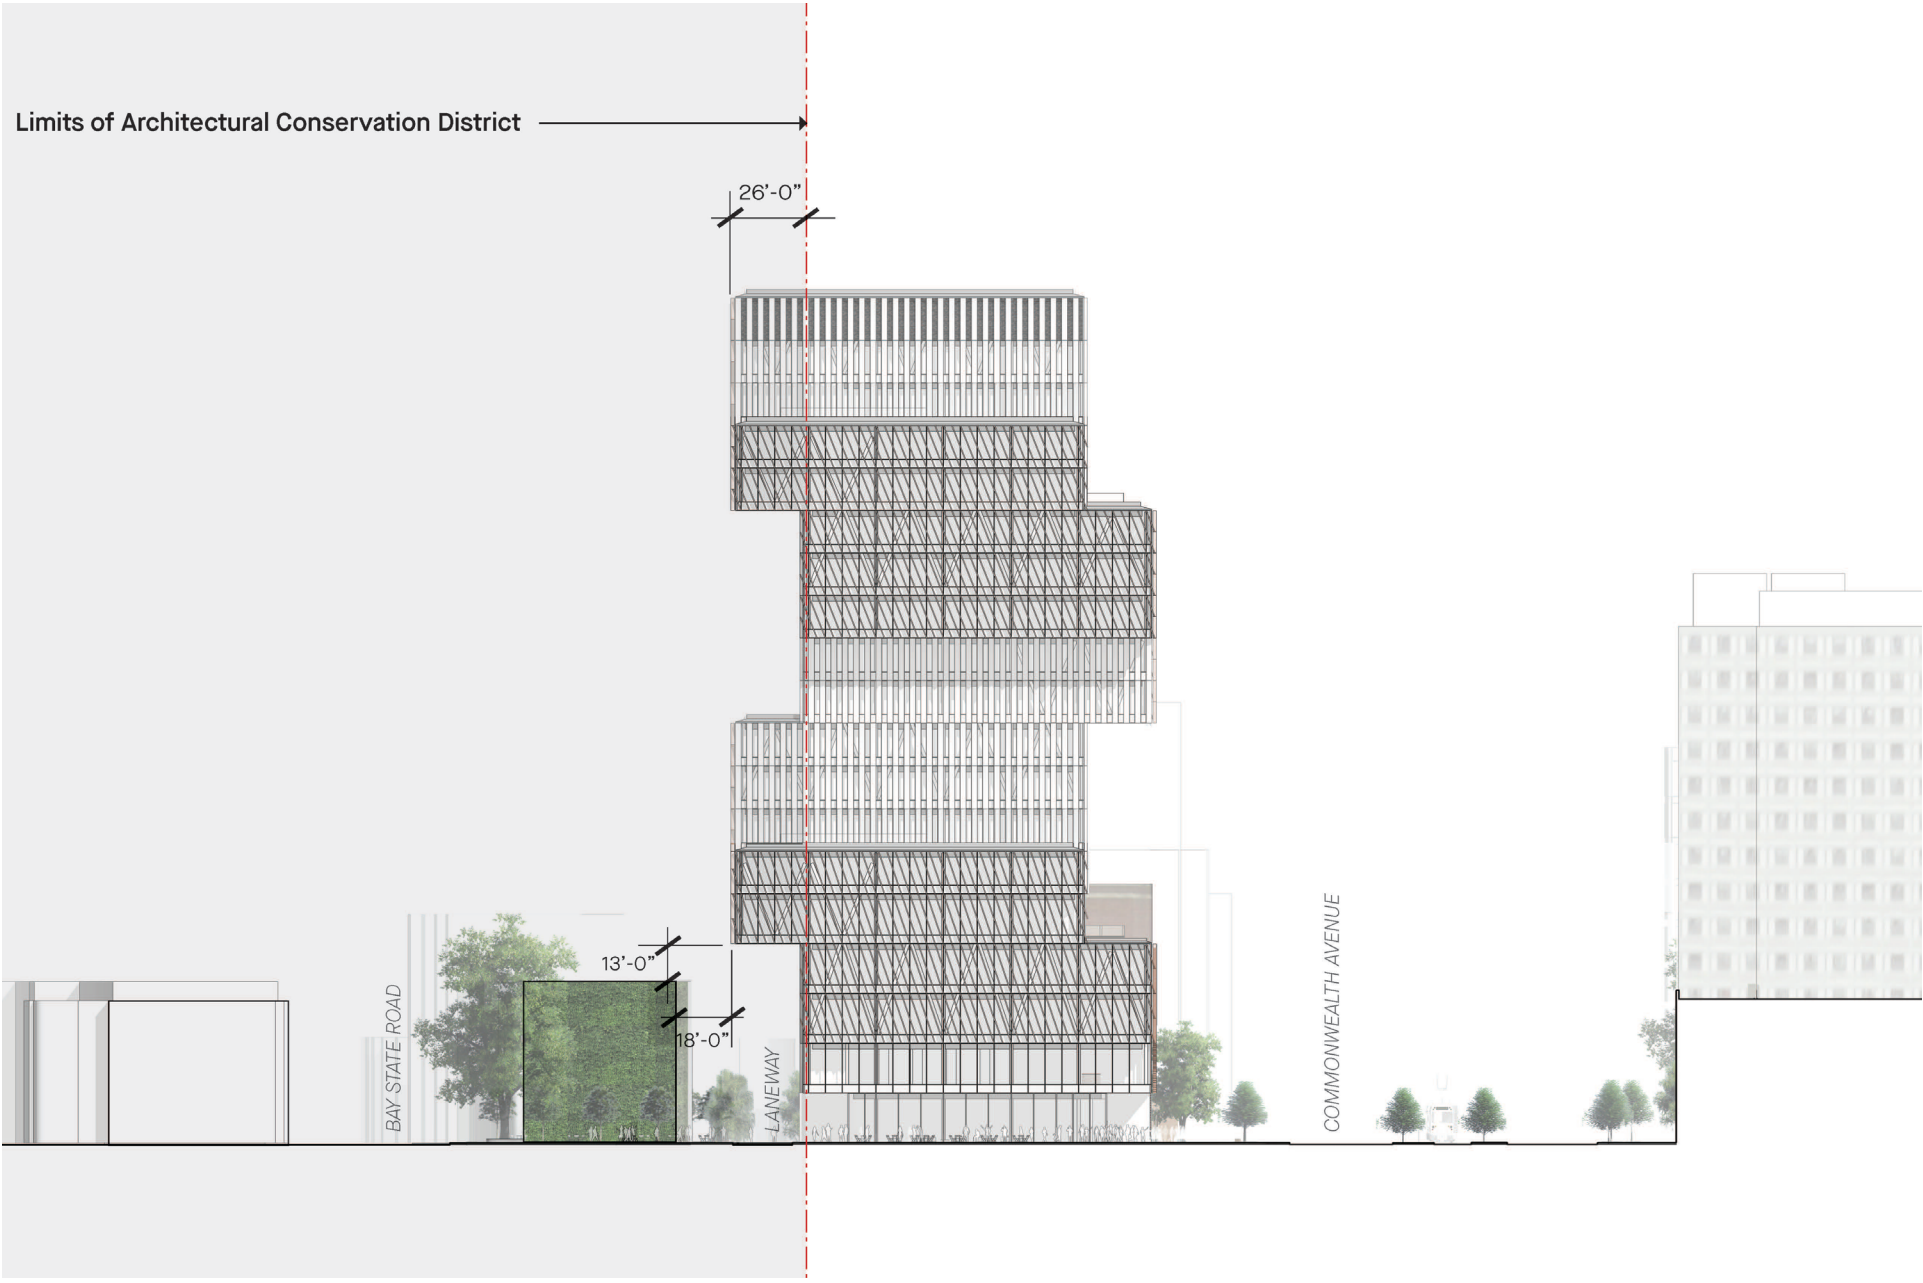 Limits of Architectural Conservation District
26’-0”
13’-0”
18’-0”
BAY STATE ROAD
LANEWAY
COMMONWEALTH AVENUE